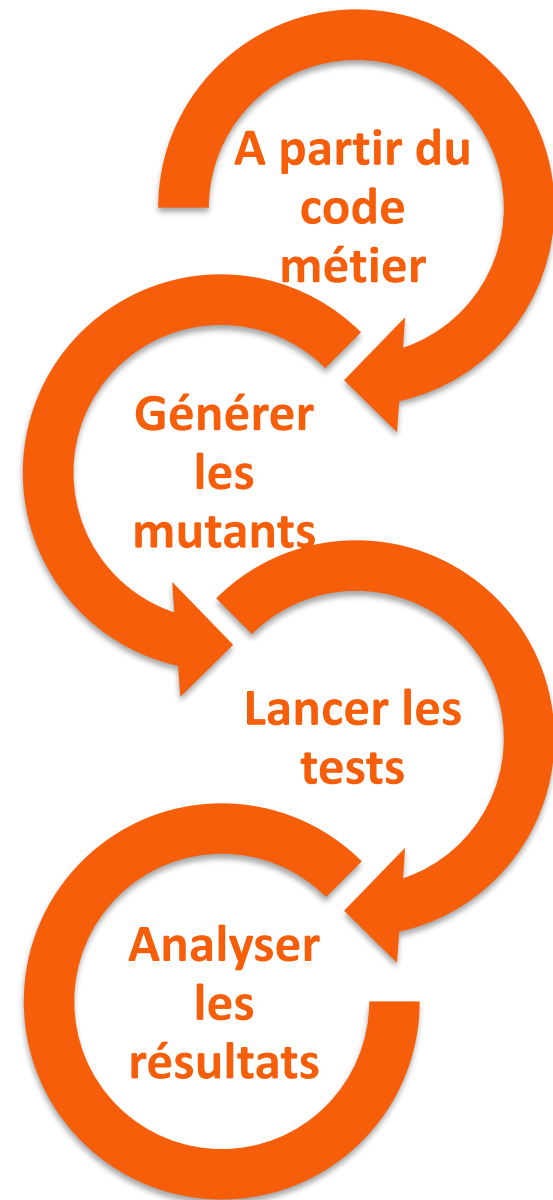 A partir du
code
métier
Générer
les
mutants
Lancer les
tests
Analyser
les
résultats